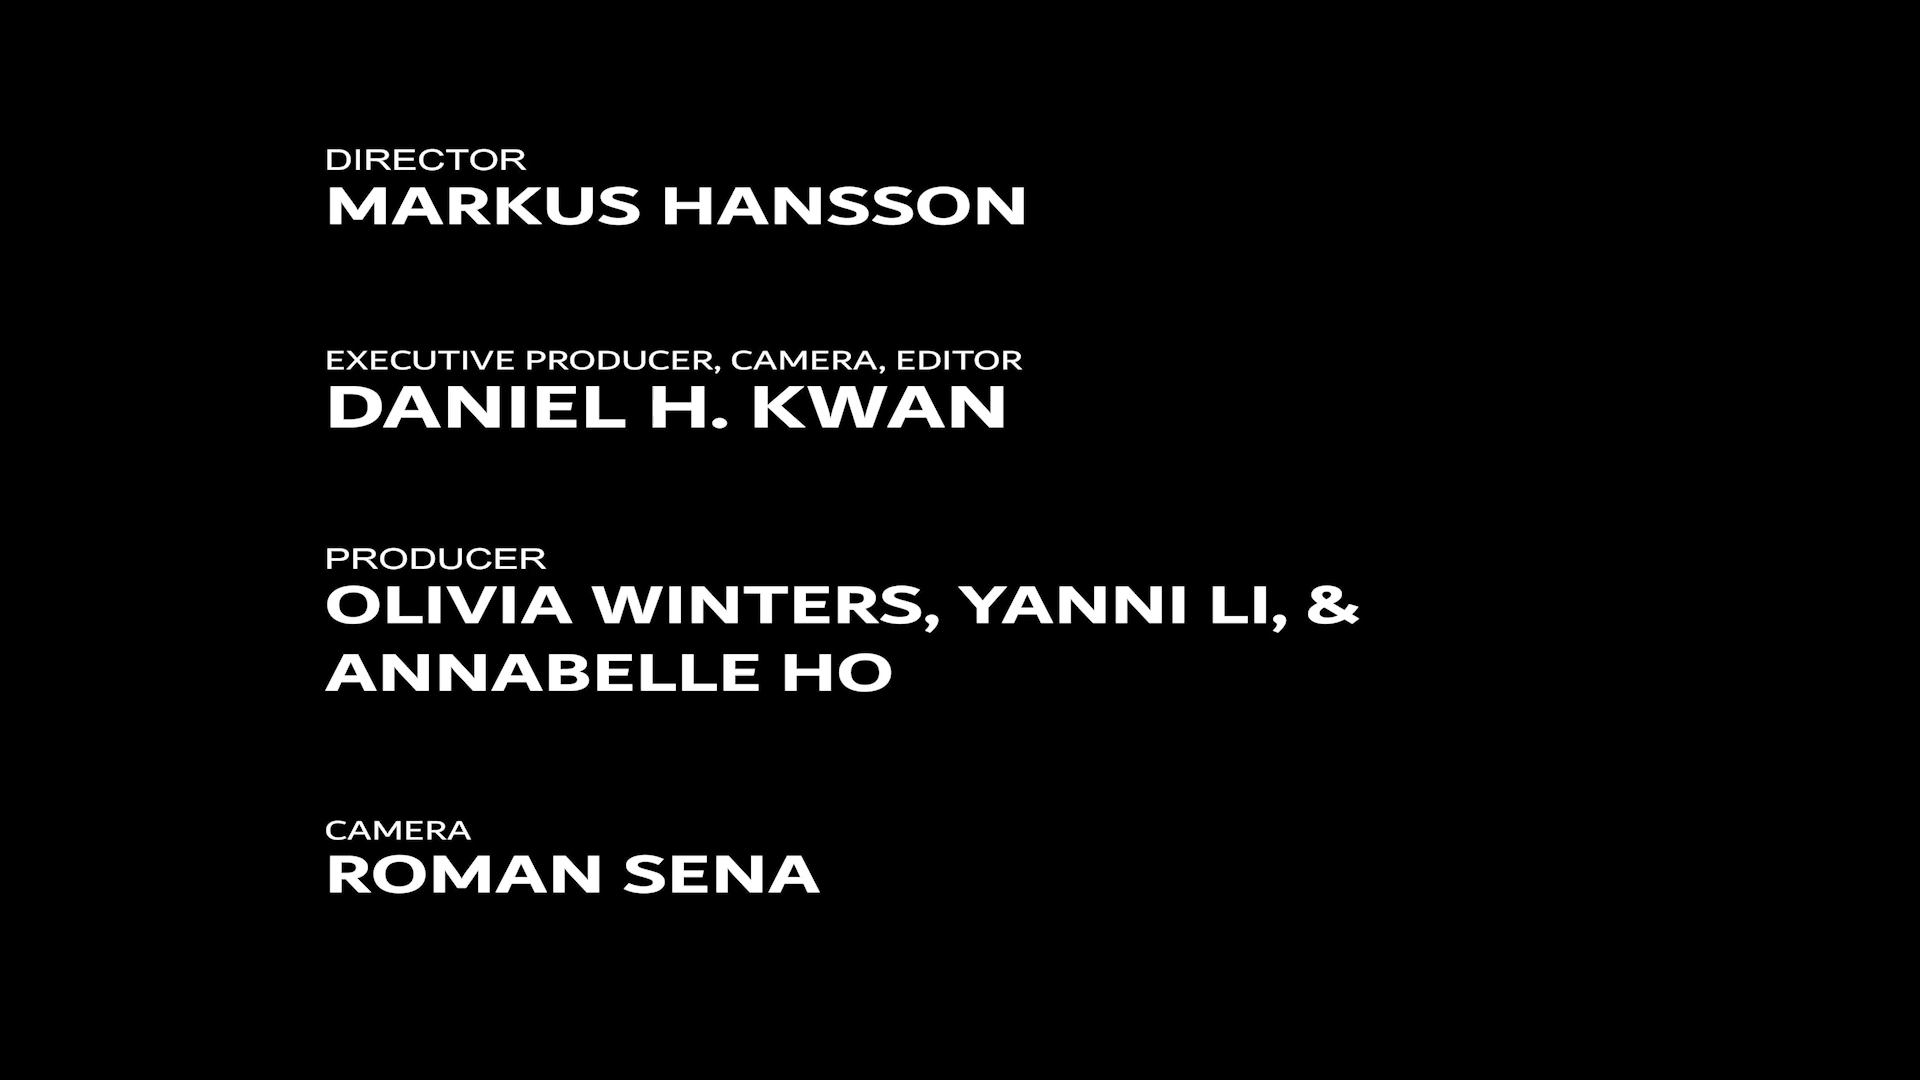 DIRECTOR
MARKUS HANSSON
EXECUTIVE PRODUCER, CAMERA, EDITOR
DANIEL H. KWAN
PRODUCER
OLIVIA WINTERS, YANNI LI, &
ANNABELLE HO
CAMERA
ROMAN SENA